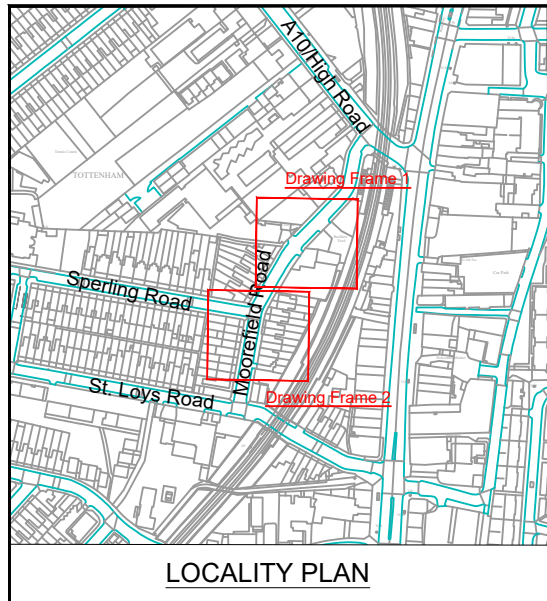 A10/High Road
TOTTENHAM
Drawing Frame 1
Car Park
Sperling Road
Moorefield Road
St. Loys Road
Drawing Frame 2
LOCALITY PLAN